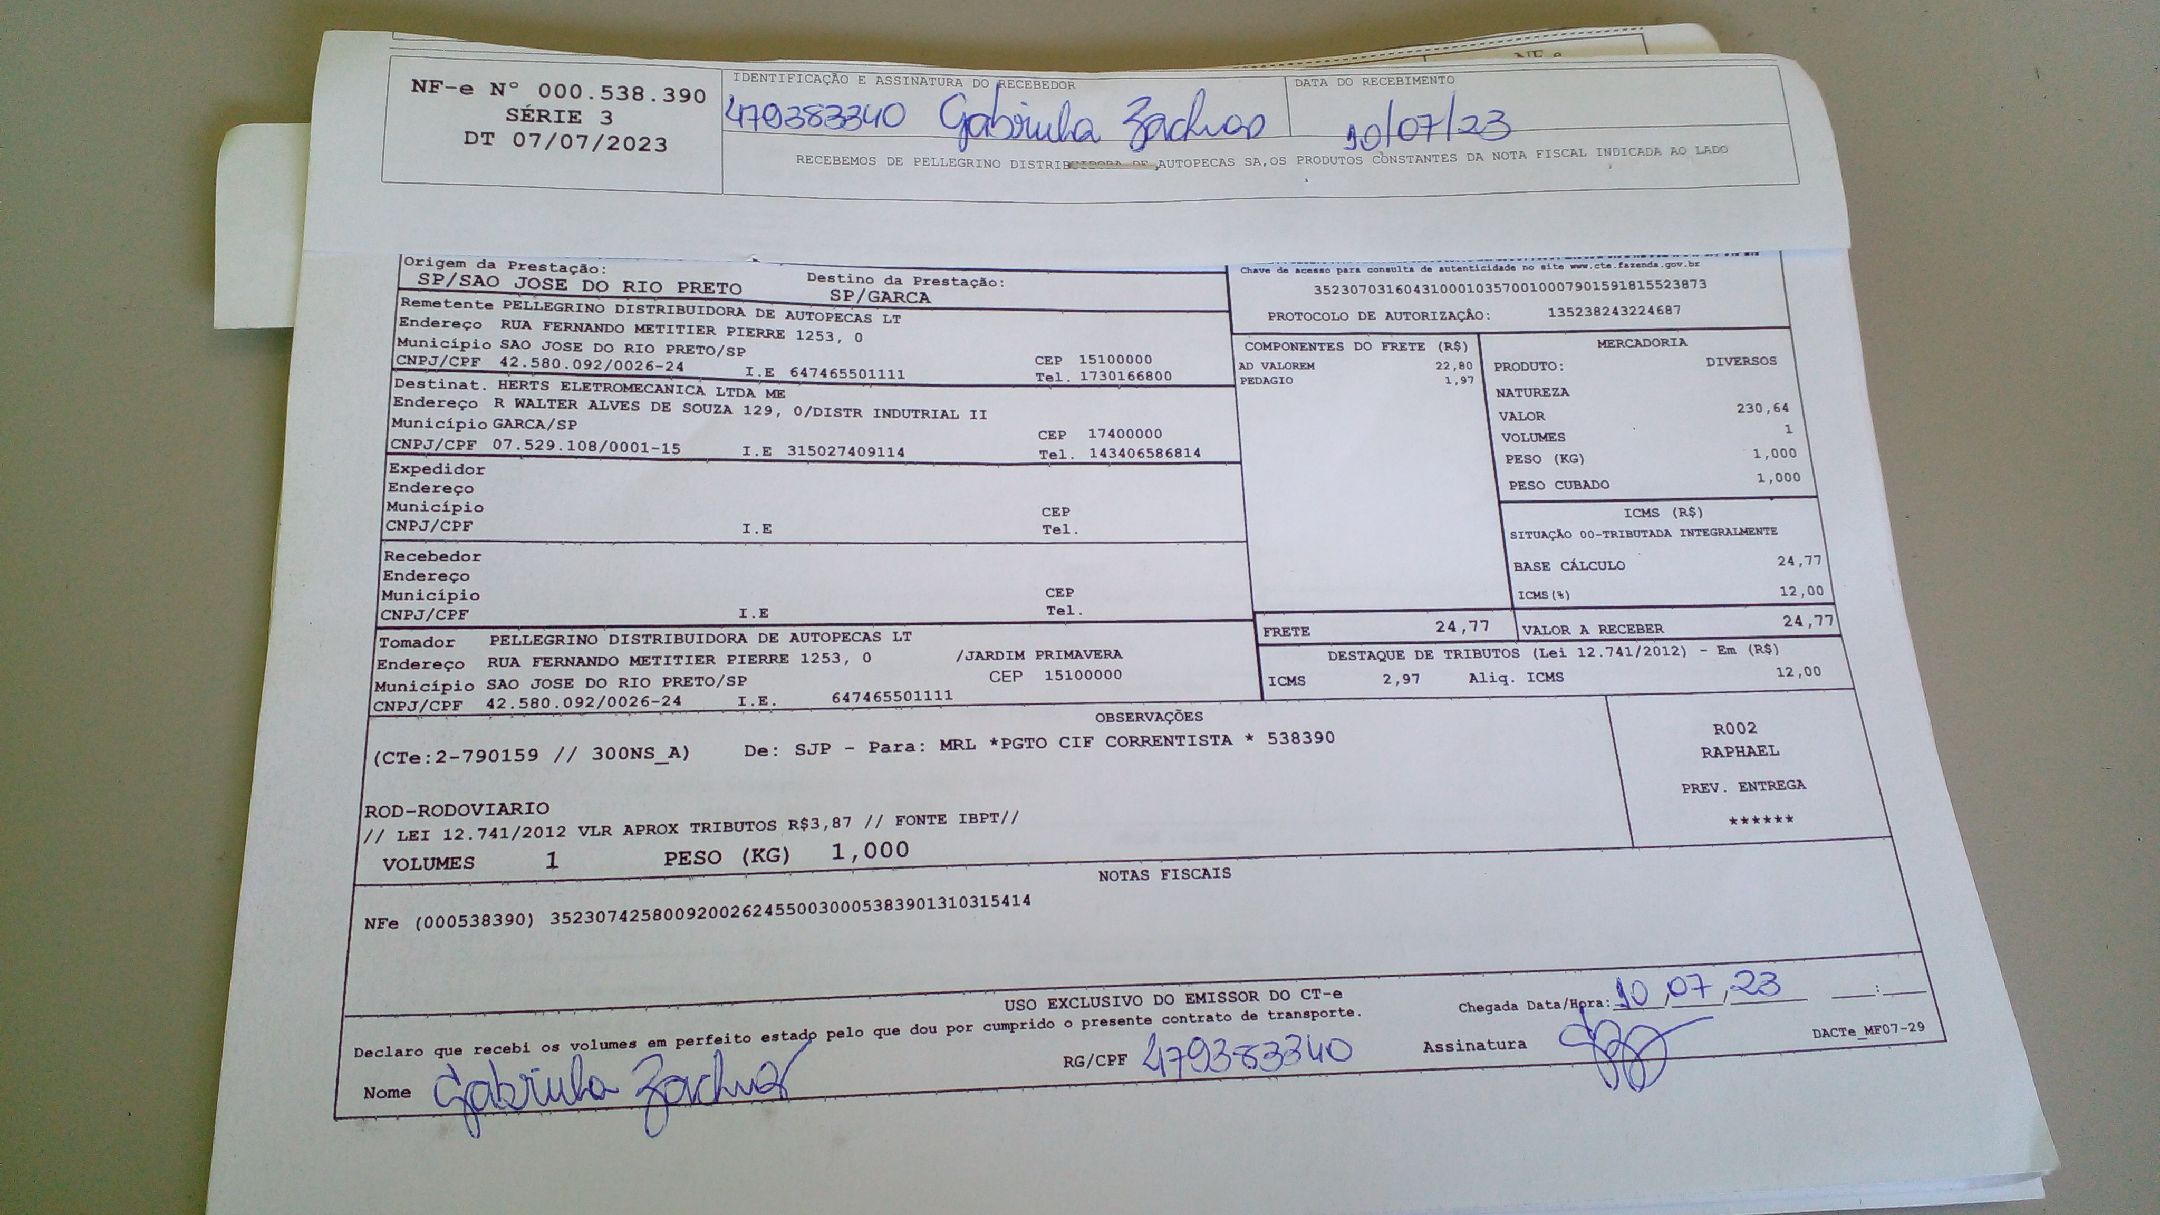 NF-e Nº 000.538.390
SÉRIE 3
DT 07/07/2023
IDENTIFICAÇÃO E ASSINATURA DO RECEBEDOR
479383340 Gabriela
DATA DO RECEBIMENTO
10/07/23
RECEBEMOS DE PELLEGRINO DISTRIBUIDORA DE AUTOPECAS SA,OS PRODUTOS CONSTANTES DA NOTA FISCAL INDICADA AO LADO
NF-e
Origem da Prestação:
SP/SAO JOSE DO RIO PRETO
Destino da Prestação:
SP/GARCA
Chave de acesso para consulta de autenticidade no site www.cte.fazenda.gov.br
35230703160431000103570010007901591815523873
PROTOCOLO DE AUTORIZAÇÃO: 135238243224687
Remetente PELLEGRINO DISTRIBUIDORA DE AUTOPECAS LT
Endereço RUA FERNANDO METITIER PIERRE 1253, 0
Município SAO JOSE DO RIO PRETO/SP CEP 15100000
CNPJ/CPF 42.580.092/0026-24 I.E 647465501111 Tel. 1730166800
Destinat. HERTS ELETROMECANICA LTDA ME
Endereço R WALTER ALVES DE SOUZA 129, 0/DISTR INDUTRIAL II
Município GARCA/SP CEP 17400000
CNPJ/CPF 07.529.108/0001-15 I.E 315027409114 Tel. 143406586814
Expedidor
Endereço
Município CEP
CNPJ/CPF I.E Tel.
Recebedor
Endereço
Município CEP
CNPJ/CPF I.E Tel.
Tomador PELLEGRINO DISTRIBUIDORA DE AUTOPECAS LT
Endereço RUA FERNANDO METITIER PIERRE 1253, 0 /JARDIM PRIMAVERA
Município SAO JOSE DO RIO PRETO/SP CEP 15100000
CNPJ/CPF 42.580.092/0026-24 I.E. 647465501111
COMPONENTES DO FRETE (R$)
AD VALOREM 22,80
PEDAGIO 1,97
MERCADORIA
PRODUTO: DIVERSOS
NATUREZA
VALOR 230,64
VOLUMES 1
PESO (KG) 1,000
PESO CUBADO 1,000
ICMS (R$)
SITUAÇÃO 00-TRIBUTADA INTEGRALMENTE
BASE CÁLCULO 24,77
ICMS(%) 12,00
FRETE 24,77 VALOR A RECEBER 24,77
DESTAQUE DE TRIBUTOS (Lei 12.741/2012) - Em (R$)
ICMS 2,97 Aliq. ICMS 12,00
OBSERVAÇÕES
(CTe:2-790159 // 300NS_A) De: SJP - Para: MRL *PGTO CIF CORRENTISTA * 538390
ROD-RODOVIARIO
// LEI 12.741/2012 VLR APROX TRIBUTOS R$3,87 // FONTE IBPT//
VOLUMES 1 PESO (KG) 1,000
R002
RAPHAEL
PREV. ENTREGA
******
NOTAS FISCAIS
NFe (000538390) 35230742580092002624550030005383901310315414
USO EXCLUSIVO DO EMISSOR DO CT-e
Declaro que recebi os volumes em perfeito estado pelo que dou por cumprido o presente contrato de transporte.
Chegada Data/Hora: 10/07/23 __:__
Nome Gabriela
RG/CPF 479383340
Assinatura
DACTe_MF07-29